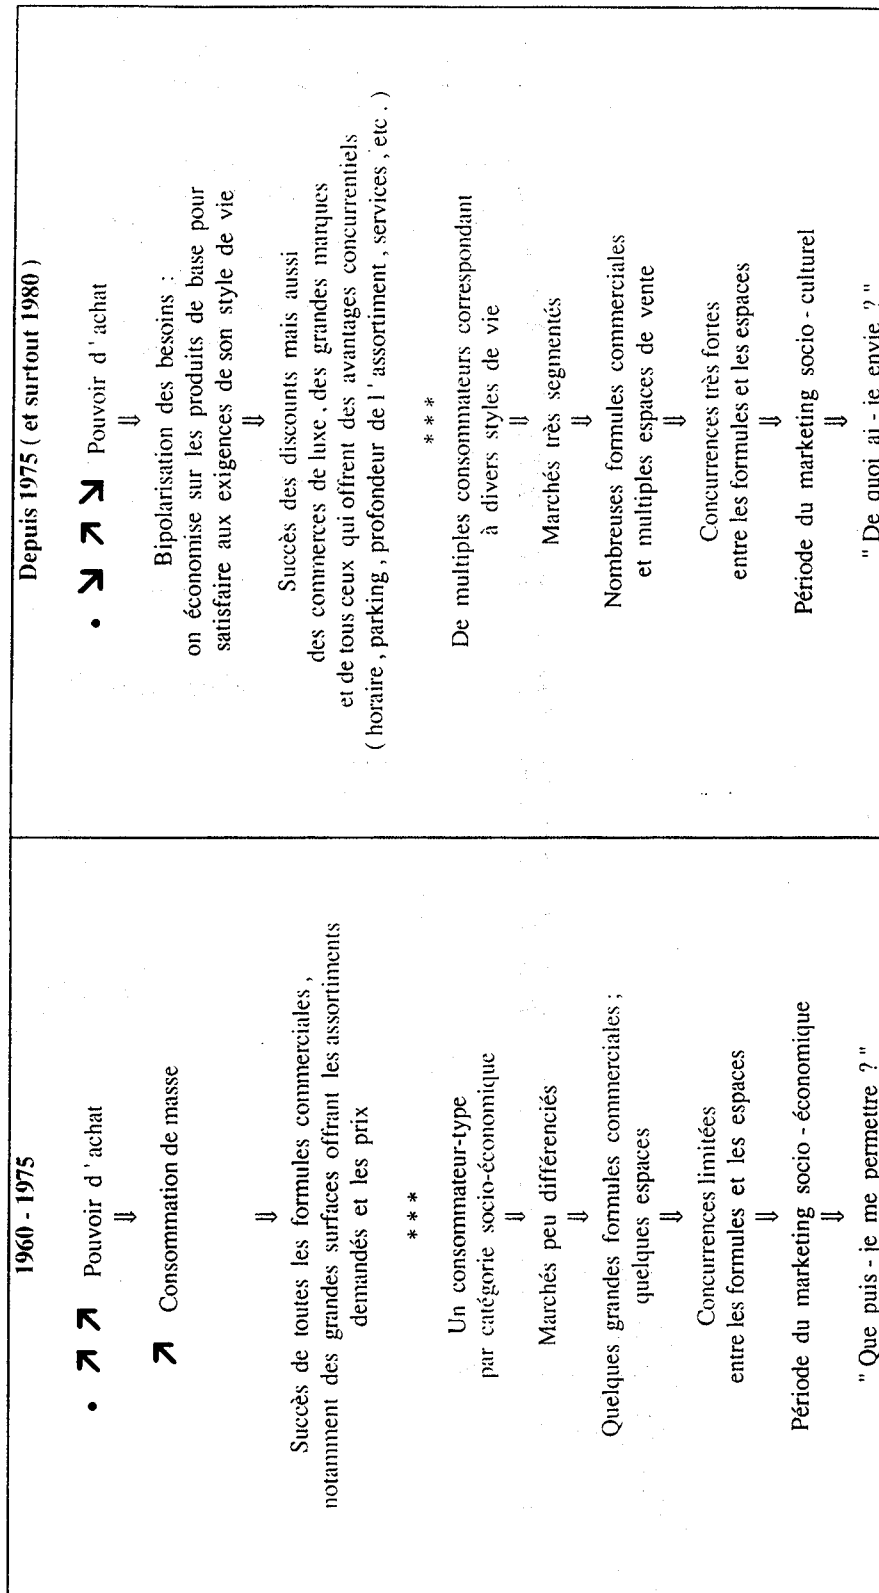 1960 - 1975
• ↗ ↗ Pouvoir d ' achat
⇓
↗ Consommation de masse
⇓
Succès de toutes les formules commerciales ,
notamment des grandes surfaces offrant les assortiments
demandés et les prix
* * *
Un consommateur-type
par catégorie socio-économique
⇓
Marchés peu différenciés
⇓
Quelques grandes formules commerciales ;
quelques espaces
⇓
Concurrences limitées
entre les formules et les espaces
⇓
Période du marketing socio - économique
⇓
" Que puis - je me permettre ? "
Depuis 1975 ( et surtout 1980 )
• ↘ ↗ ↘ Pouvoir d ' achat
⇓
Bipolarisation des besoins :
on économise sur les produits de base pour
satisfaire aux exigences de son style de vie
⇓
Succès des discounts mais aussi
des commerces de luxe , des grandes marques
et de tous ceux qui offrent des avantages concurrentiels
( horaire , parking , profondeur de l ' assortiment , services , etc . )
* * *
De multiples consommateurs correspondant
à divers styles de vie
⇓
Marchés très segmentés
⇓
Nombreuses formules commerciales
et multiples espaces de vente
⇓
Concurrences très fortes
entre les formules et les espaces
⇓
Période du marketing socio - culturel
⇓
" De quoi ai - je envie ? "